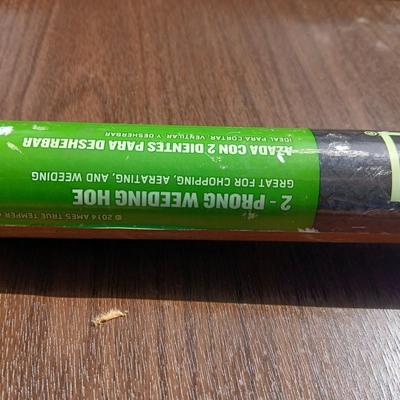 2 - PRONG WEEDING HOE
GREAT FOR CHOPPING, AERATING, AND WEEDING
AZADA CON 2 DIENTES PARA DESHERBAR
IDEAL PARA CORTAR, VENTILAR, Y DESHERBAR
© 2014 AMES TRUE TEMPER
®